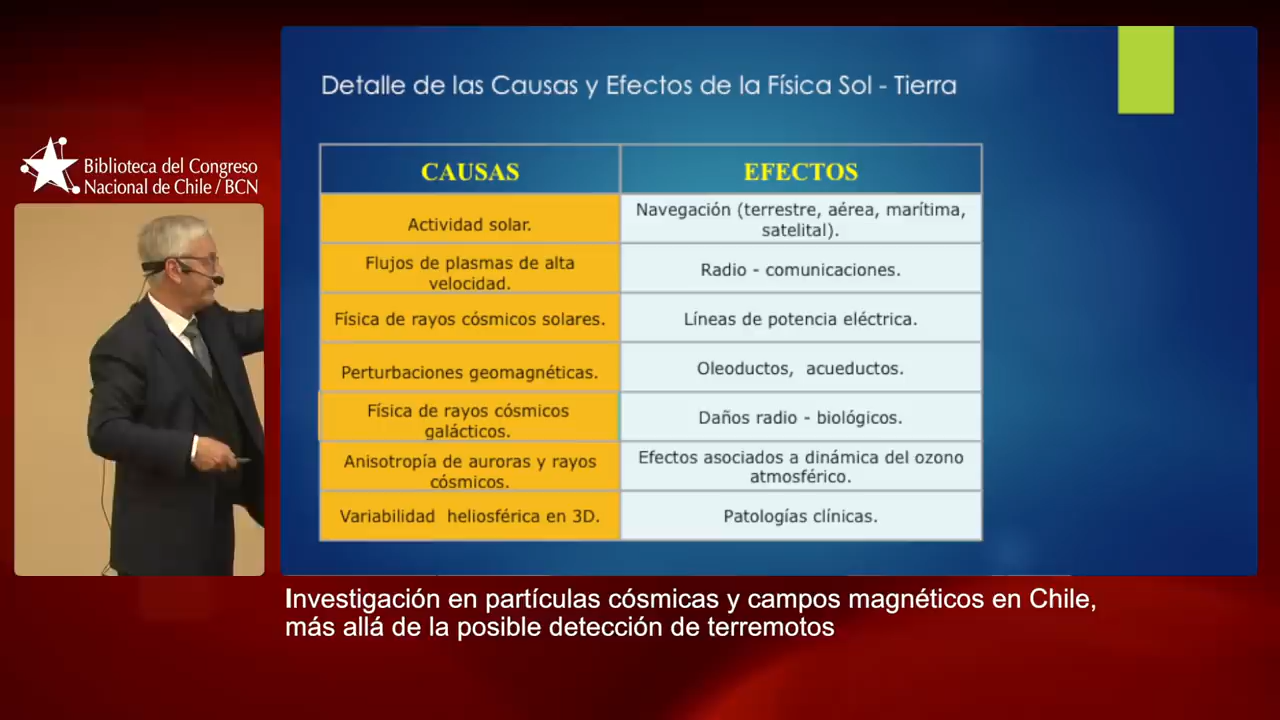 Detalle de las Causas y Efectos de la Física Sol - Tierra
Biblioteca del Congreso
Nacional de Chile / BCN
CAUSAS
EFECTOS
Actividad solar.
Navegación (terrestre, aérea, marítima,
satelital).
Flujos de plasmas de alta
velocidad.
Radio - comunicaciones.
Física de rayos cósmicos solares.
Líneas de potencia eléctrica.
Perturbaciones geomagnéticas.
Oleoductos, acueductos.
Física de rayos cósmicos
galácticos.
Daños radio - biológicos.
Anisotropía de auroras y rayos
cósmicos.
Efectos asociados a dinámica del ozono
atmosférico.
Variabilidad heliosférica en 3D.
Patologías clínicas.
Investigación en partículas cósmicas y campos magnéticos en Chile,
más allá de la posible detección de terremotos